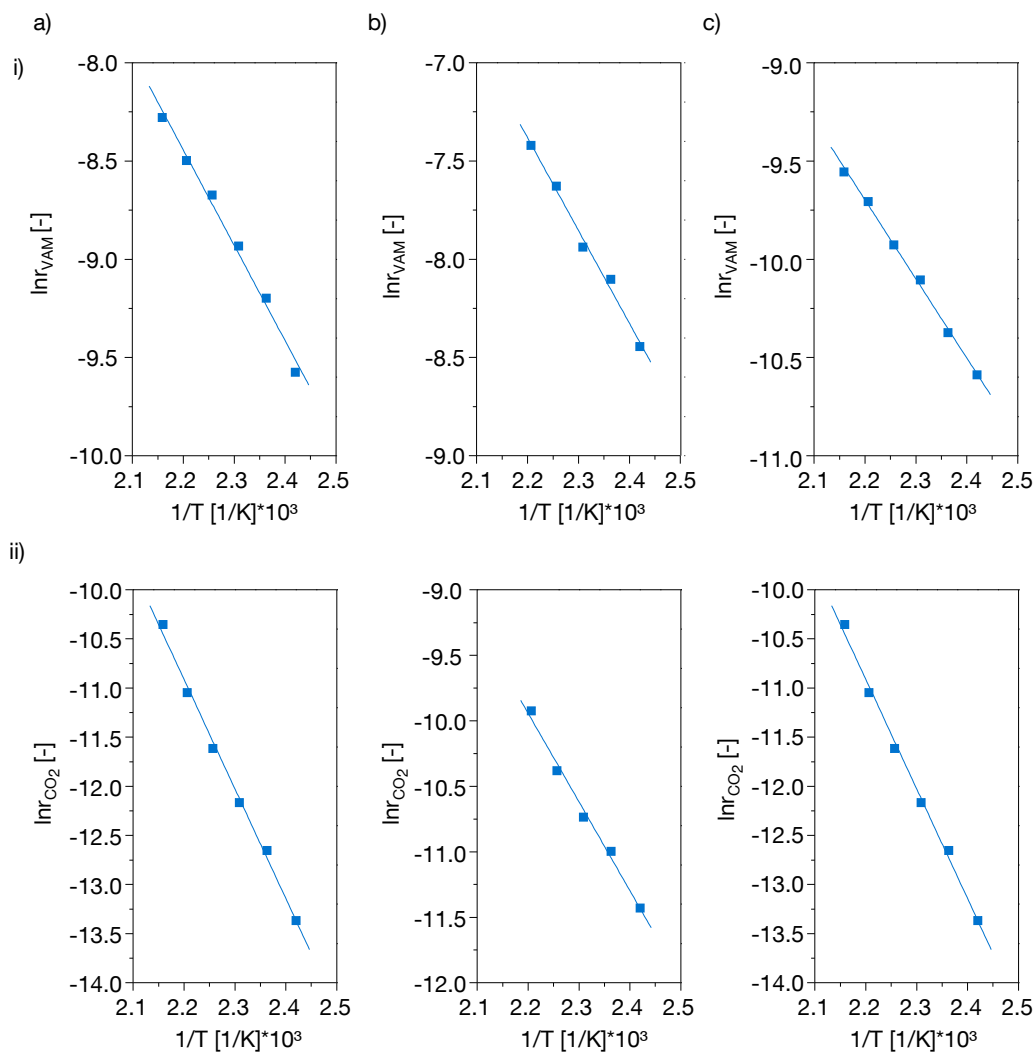 a)
b)
c)
i)
-8.0
-8.5
-9.0
-9.5
-10.0
lnr_VAM [-]
2.1 2.2 2.3 2.4 2.5
1/T [1/K]*10³
-7.0
-7.5
-8.0
-8.5
-9.0
lnr_VAM [-]
2.1 2.2 2.3 2.4 2.5
1/T [1/K]*10³
-9.0
-9.5
-10.0
-10.5
-11.0
lnr_VAM [-]
2.1 2.2 2.3 2.4 2.5
1/T [1/K]*10³
ii)
-10.0
-10.5
-11.0
-11.5
-12.0
-12.5
-13.0
-13.5
-14.0
lnr_CO₂ [-]
2.1 2.2 2.3 2.4 2.5
1/T [1/K]*10³
-9.0
-9.5
-10.0
-10.5
-11.0
-11.5
-12.0
lnr_CO₂ [-]
2.1 2.2 2.3 2.4 2.5
1/T [1/K]*10³
-10.0
-10.5
-11.0
-11.5
-12.0
-12.5
-13.0
-13.5
-14.0
lnr_CO₂ [-]
2.1 2.2 2.3 2.4 2.5
1/T [1/K]*10³